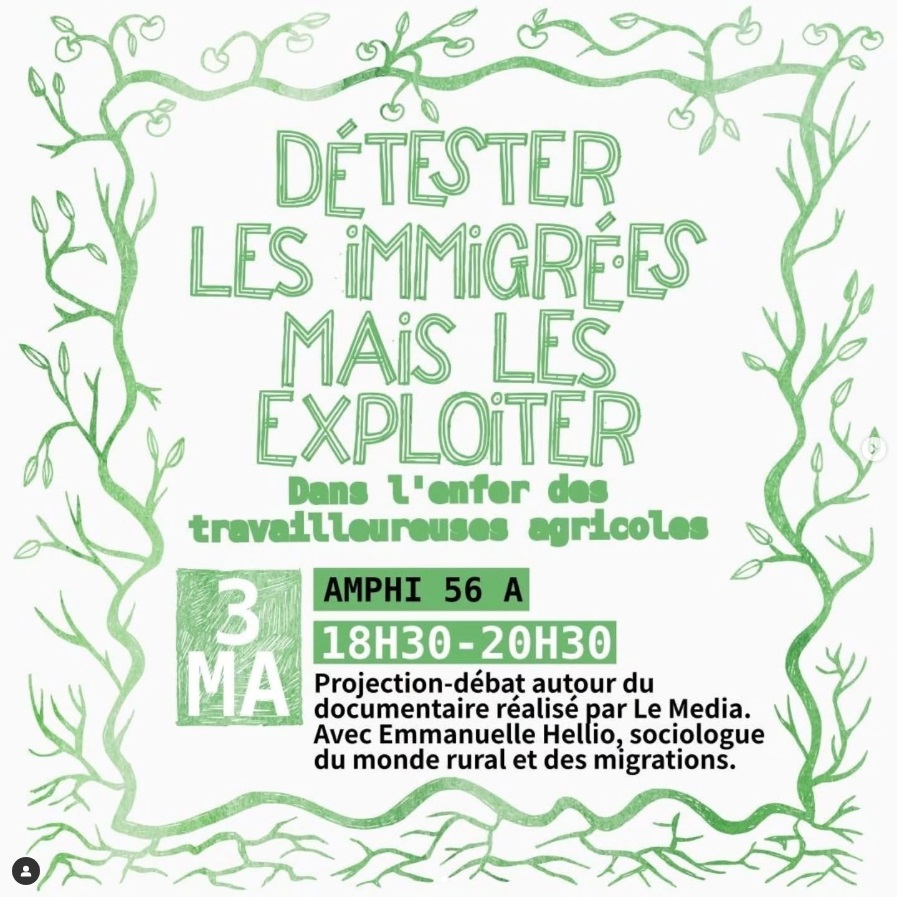 DÉTESTER
LES iMMiGRÉ·ES
MAiS LES
EXPLOiTER
Dans l'enfer des
travailleureuses agricoles
3
MA
AMPHI 56 A
18H30-20H30
Projection-débat autour du
documentaire réalisé par Le Media.
Avec Emmanuelle Hellio, sociologue
du monde rural et des migrations.